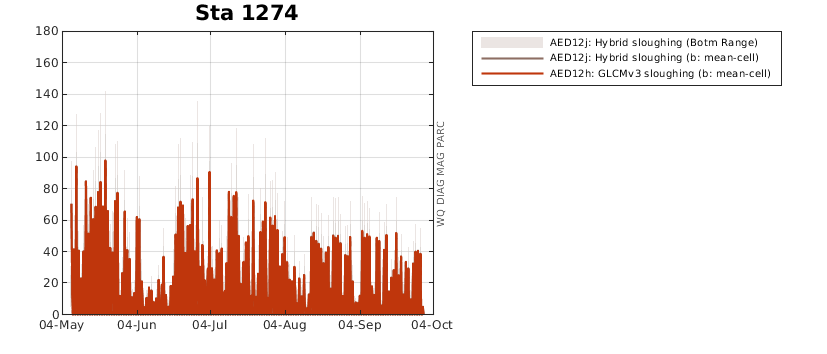 Sta 1274
180
160
140
120
100
80
60
40
20
0
04-May 04-Jun 04-Jul 04-Aug 04-Sep 04-Oct
WQ DIAG MAG PARC
AED12j: Hybrid sloughing (Botm Range)
AED12j: Hybrid sloughing (b: mean-cell)
AED12h: GLCMv3 sloughing (b: mean-cell)